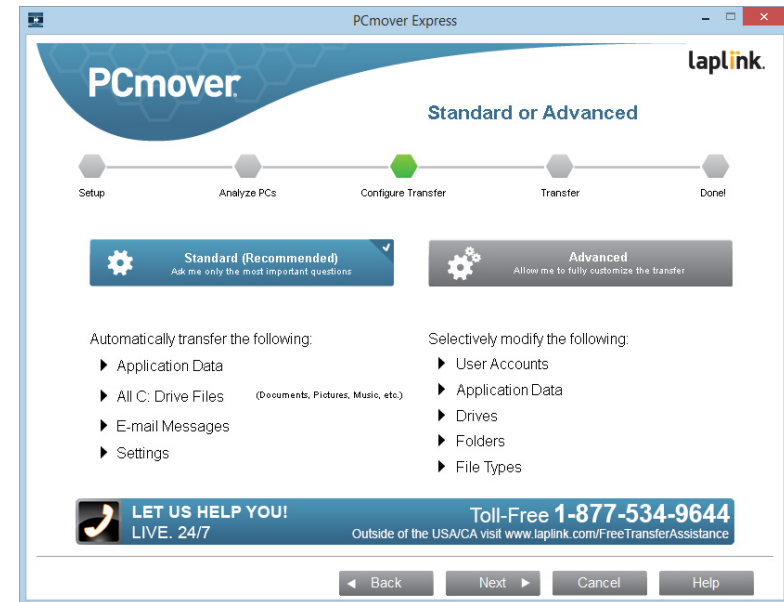 PCmover Express
PCmover.
laplink.
Standard or Advanced
Setup
Analyze PCs
Configure Transfer
Transfer
Done!
Standard (Recommended)
Ask me only the most important questions
Advanced
Allow me to fully customize the transfer
Automatically transfer the following:
Application Data
All C: Drive Files (Documents, Pictures, Music, etc.)
E-mail Messages
Settings
Selectively modify the following:
User Accounts
Application Data
Drives
Folders
File Types
LET US HELP YOU!
LIVE. 24/7
Toll-Free 1-877-534-9644
Outside of the USA/CA visit www.laplink.com/FreeTransferAssistance
Back
Next
Cancel
Help